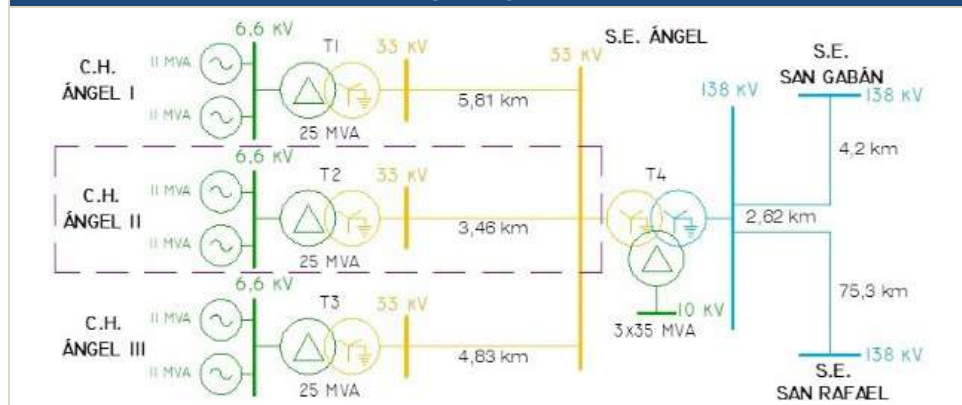 6.6 KV
T1
33 KV
C.H.
ÁNGEL I
11 MVA
11 MVA
25 MVA
5,81 km
S.E. ÁNGEL
33 KV
138 KV
S.E.
SAN GABÁN
138 KV
4,2 km
6.6 KV
T2
33 KV
C.H.
ÁNGEL II
11 MVA
11 MVA
25 MVA
3,46 km
T4
2,62 km
10 KV
3x35 MVA
75,3 km
6.6 KV
T3
33 KV
C.H.
ÁNGEL III
11 MVA
11 MVA
25 MVA
4,83 km
138 KV
S.E.
SAN RAFAEL